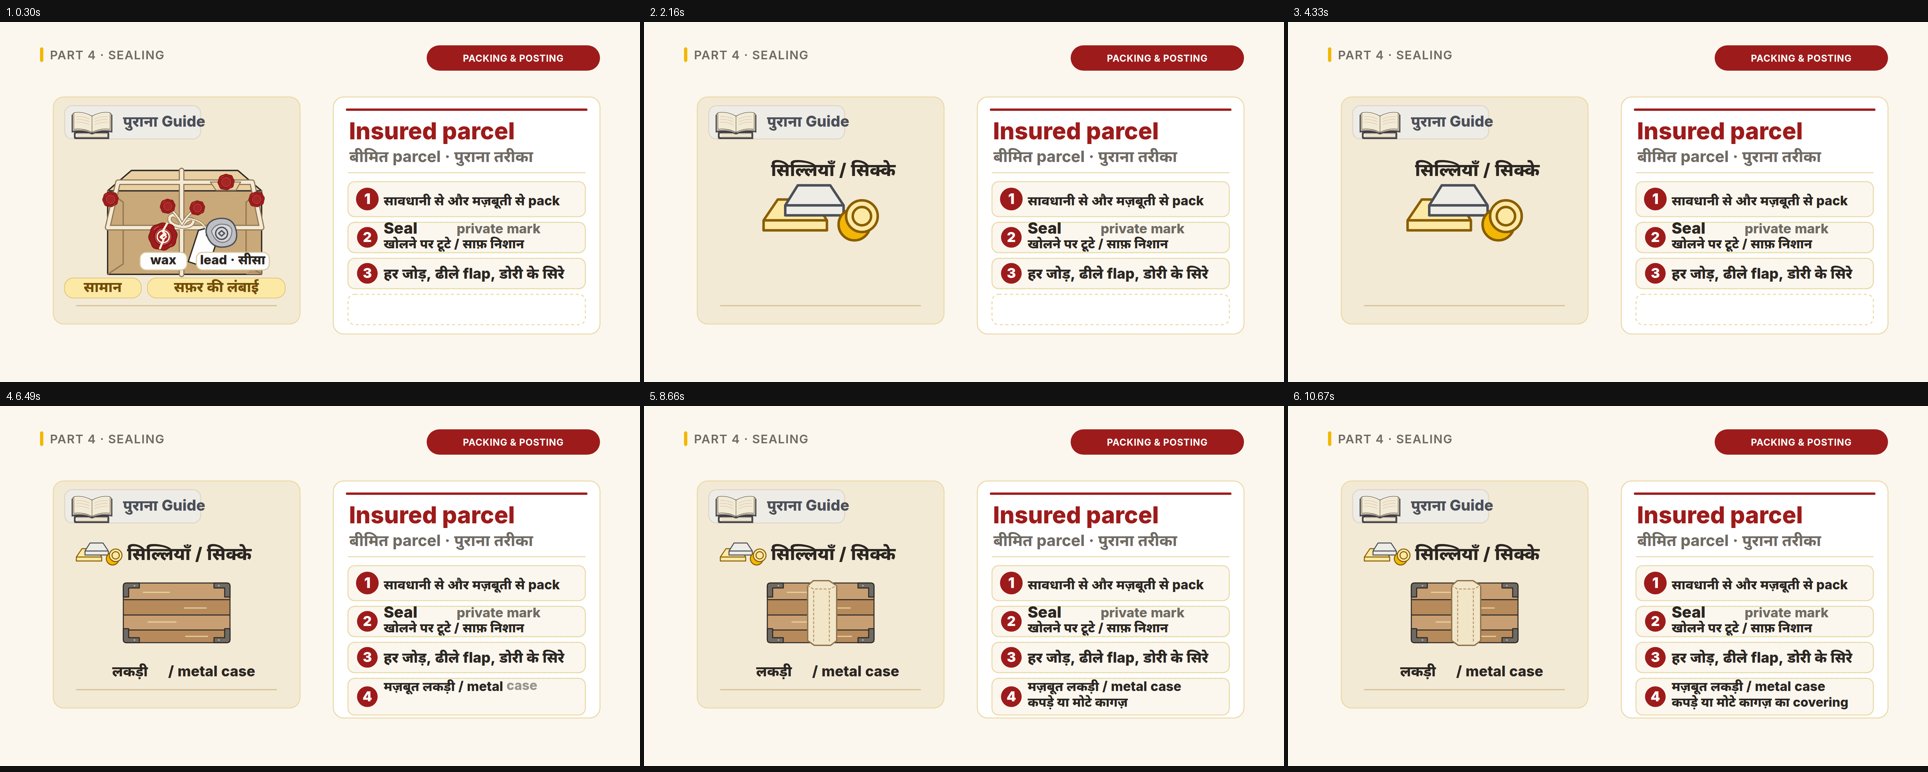 1. 0.30s
PART 4 · SEALING
PACKING & POSTING
पुराना Guide
wax
lead · सीसा
सामान
सफ़र की लंबाई
Insured parcel
बीमित parcel · पुराना तरीका
1 सावधानी से और मज़बूती से pack
2 Seal private mark
खोलने पर टूटे / साफ़ निशान
3 हर जोड़, ढीले flap, डोरी के सिरे
2. 2.16s
PART 4 · SEALING
PACKING & POSTING
पुराना Guide
सिल्लियाँ / सिक्के
Insured parcel
बीमित parcel · पुराना तरीका
1 सावधानी से और मज़बूती से pack
2 Seal private mark
खोलने पर टूटे / साफ़ निशान
3 हर जोड़, ढीले flap, डोरी के सिरे
3. 4.33s
PART 4 · SEALING
PACKING & POSTING
पुराना Guide
सिल्लियाँ / सिक्के
Insured parcel
बीमित parcel · पुराना तरीका
1 सावधानी से और मज़बूती से pack
2 Seal private mark
खोलने पर टूटे / साफ़ निशान
3 हर जोड़, ढीले flap, डोरी के सिरे
4. 6.49s
PART 4 · SEALING
PACKING & POSTING
पुराना Guide
सिल्लियाँ / सिक्के
लकड़ी / metal case
Insured parcel
बीमित parcel · पुराना तरीका
1 सावधानी से और मज़बूती से pack
2 Seal private mark
खोलने पर टूटे / साफ़ निशान
3 हर जोड़, ढीले flap, डोरी के सिरे
4 मज़बूत लकड़ी / metal case
5. 8.66s
PART 4 · SEALING
PACKING & POSTING
पुराना Guide
सिल्लियाँ / सिक्के
लकड़ी / metal case
Insured parcel
बीमित parcel · पुराना तरीका
1 सावधानी से और मज़बूती से pack
2 Seal private mark
खोलने पर टूटे / साफ़ निशान
3 हर जोड़, ढीले flap, डोरी के सिरे
4 मज़बूत लकड़ी / metal case
कपड़े या मोटे कागज़
6. 10.67s
PART 4 · SEALING
PACKING & POSTING
पुराना Guide
सिल्लियाँ / सिक्के
लकड़ी / metal case
Insured parcel
बीमित parcel · पुराना तरीका
1 सावधानी से और मज़बूती से pack
2 Seal private mark
खोलने पर टूटे / साफ़ निशान
3 हर जोड़, ढीले flap, डोरी के सिरे
4 मज़बूत लकड़ी / metal case
कपड़े या मोटे कागज़ का covering